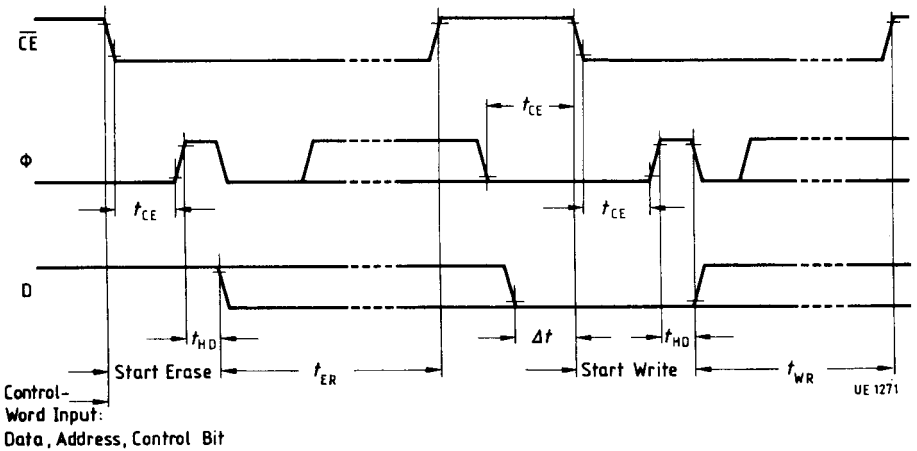 CE
t_CE
Φ
t_CE
t_CE
D
t_HD
Δt
t_HD
Start Erase
t_ER
Start Write
t_WR
UE 1271
Control-
Word Input:
Data, Address, Control Bit